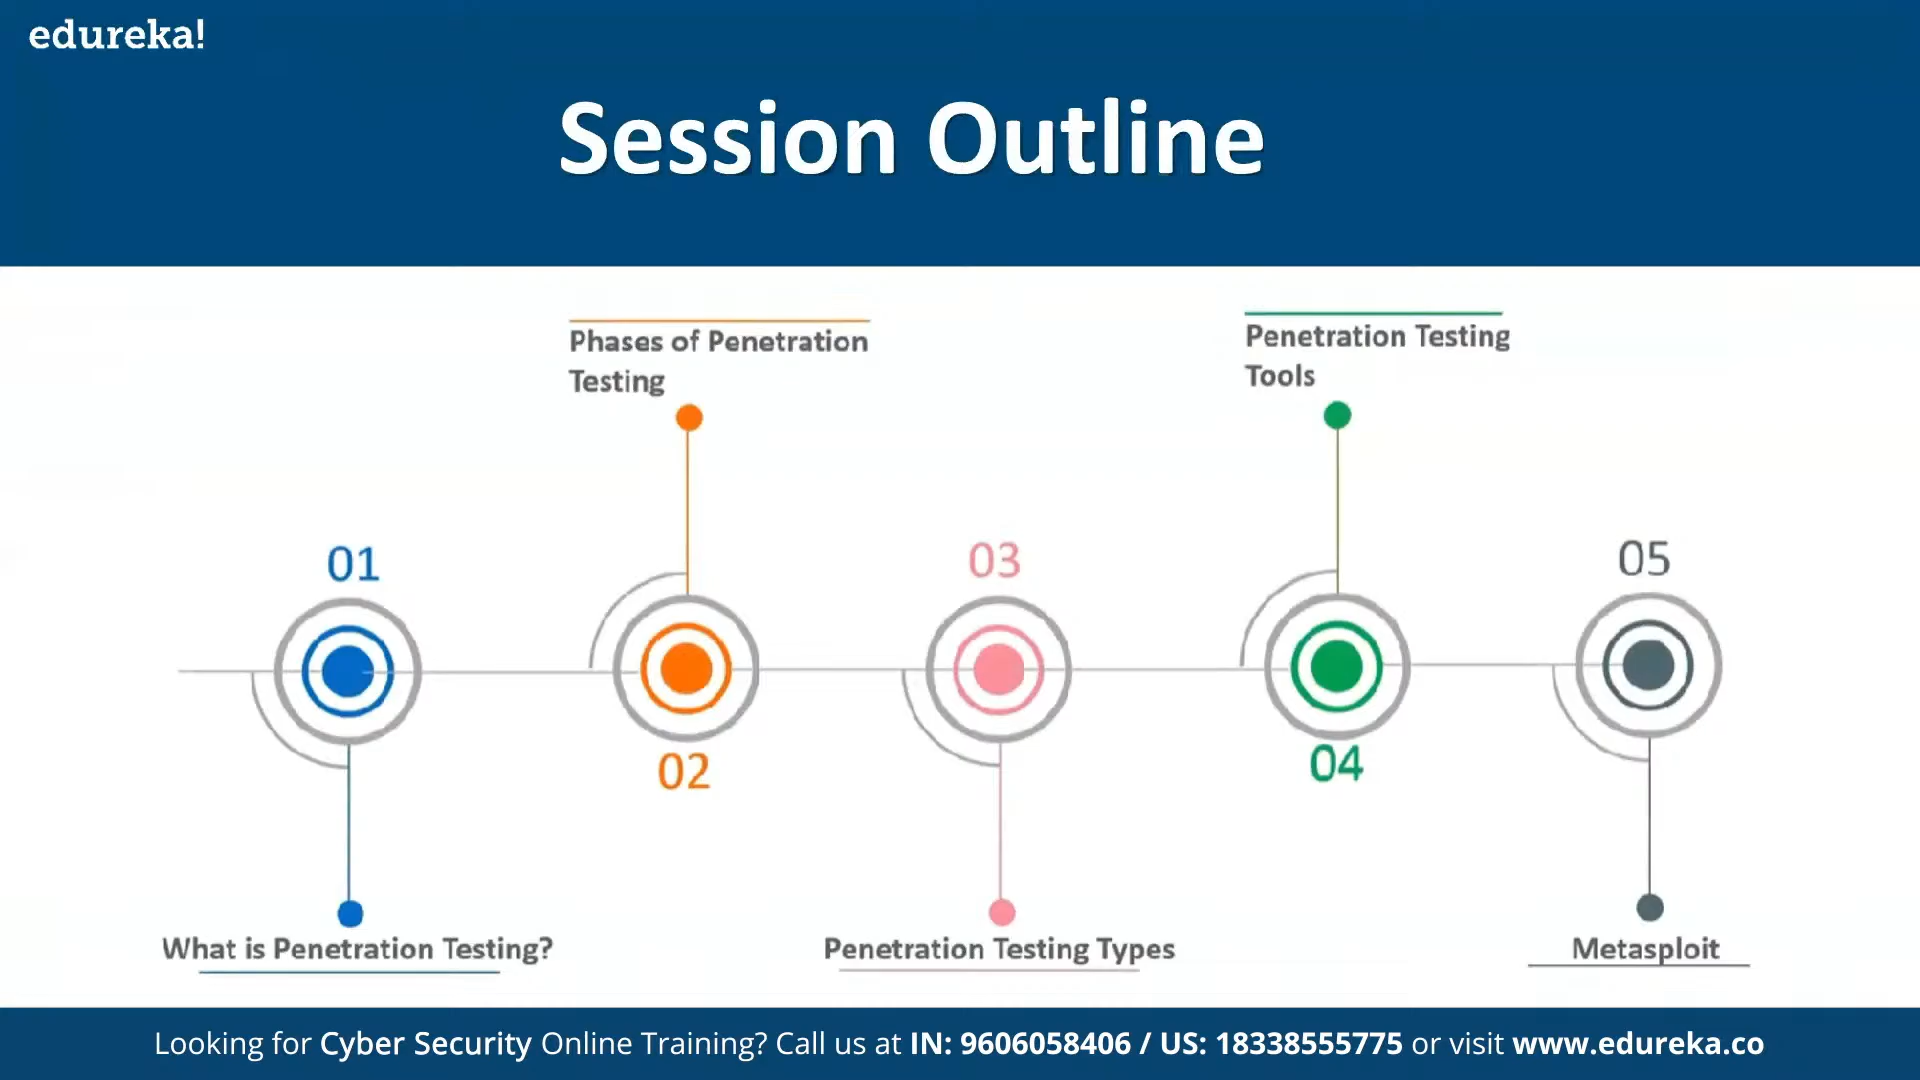 edureka!
Session Outline
Phases of Penetration
Testing
Penetration Testing
Tools
01
02
03
04
05
What is Penetration Testing?
Penetration Testing Types
Metasploit
Looking for Cyber Security Online Training? Call us at IN: 9606058406 / US: 18338555775 or visit www.edureka.co